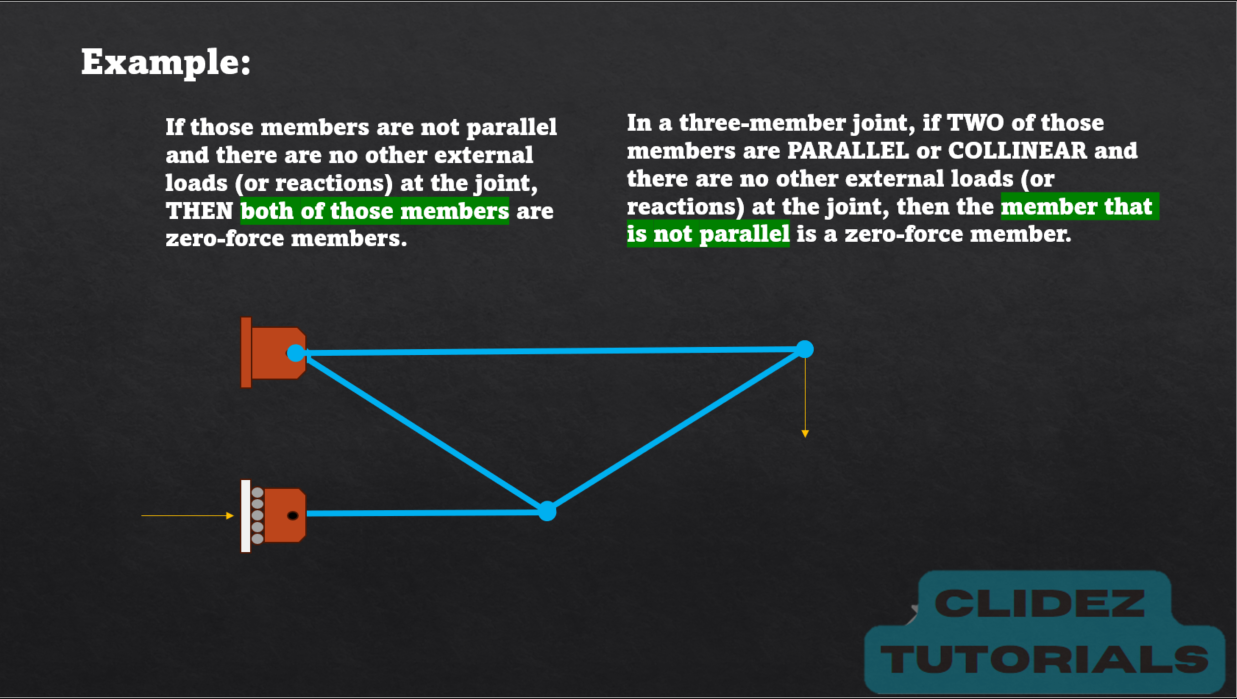 Example:
If those members are not parallel
and there are no other external
loads (or reactions) at the joint,
THEN both of those members are
zero-force members.
In a three-member joint, if TWO of those
members are PARALLEL or COLLINEAR and
there are no other external loads (or
reactions) at the joint, then the member that
is not parallel is a zero-force member.
CLIDEZ
TUTORIALS